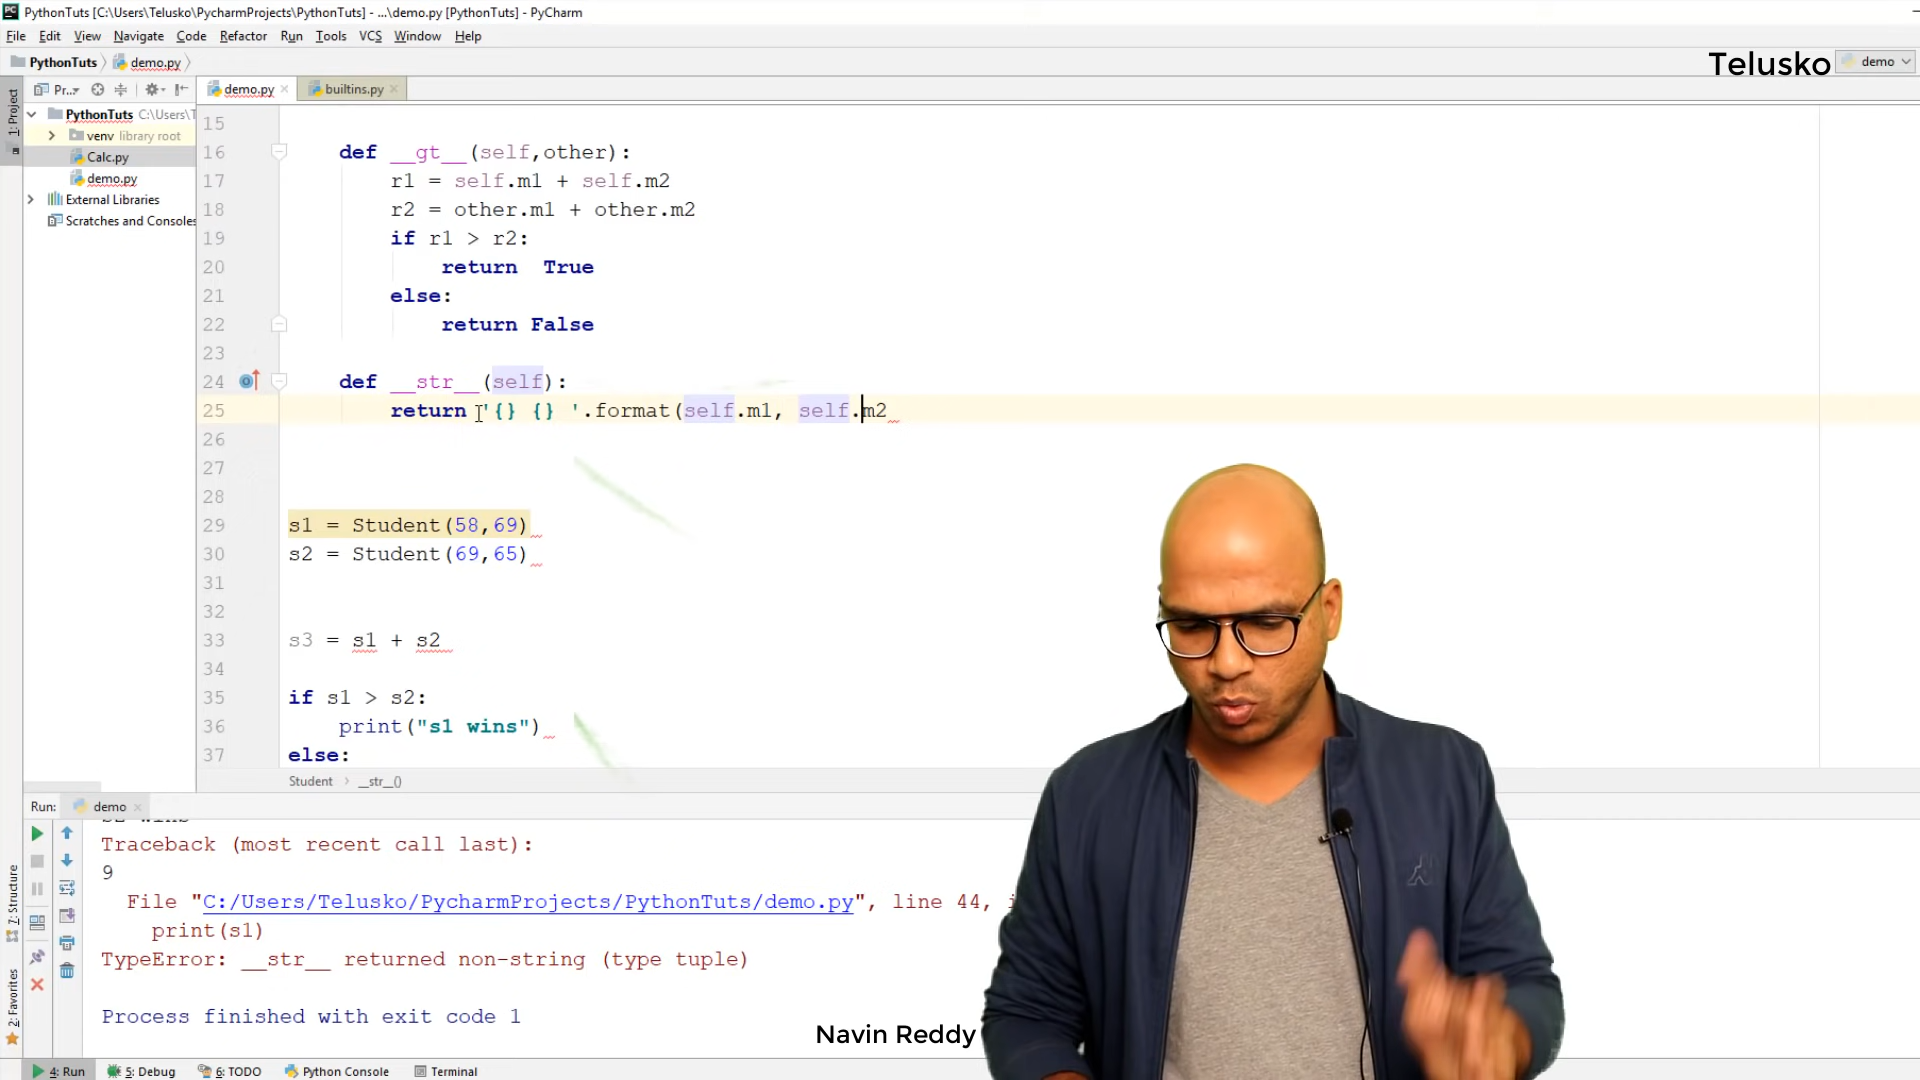 PythonTuts [C:\Users\Telusko\PycharmProjects\PythonTuts] - ...\demo.py [PythonTuts] - PyCharm
File Edit View Navigate Code Refactor Run Tools VCS Window Help
PythonTuts demo.py
Telusko demo
1: Project
Pr...
demo.py builtins.py
PythonTuts C:\Users\T
venv library root
Calc.py
demo.py
External Libraries
Scratches and Consoles
15
16 def __gt__(self,other):
17 r1 = self.m1 + self.m2
18 r2 = other.m1 + other.m2
19 if r1 > r2:
20 return True
21 else:
22 return False
23
24 def __str__(self):
25 return '{} {} '.format(self.m1, self.m2
26
27
28
29 s1 = Student(58,69)
30 s2 = Student(69,65)
31
32
33 s3 = s1 + s2
34
35 if s1 > s2:
36 print("s1 wins")
37 else:
Student __str__()
Run: demo
Traceback (most recent call last):
9
File "C:/Users/Telusko/PycharmProjects/PythonTuts/demo.py", line 44, i
print(s1)
TypeError: __str__ returned non-string (type tuple)
Process finished with exit code 1
7: Structure
2: Favorites
Navin Reddy
4: Run 5: Debug 6: TODO Python Console Terminal